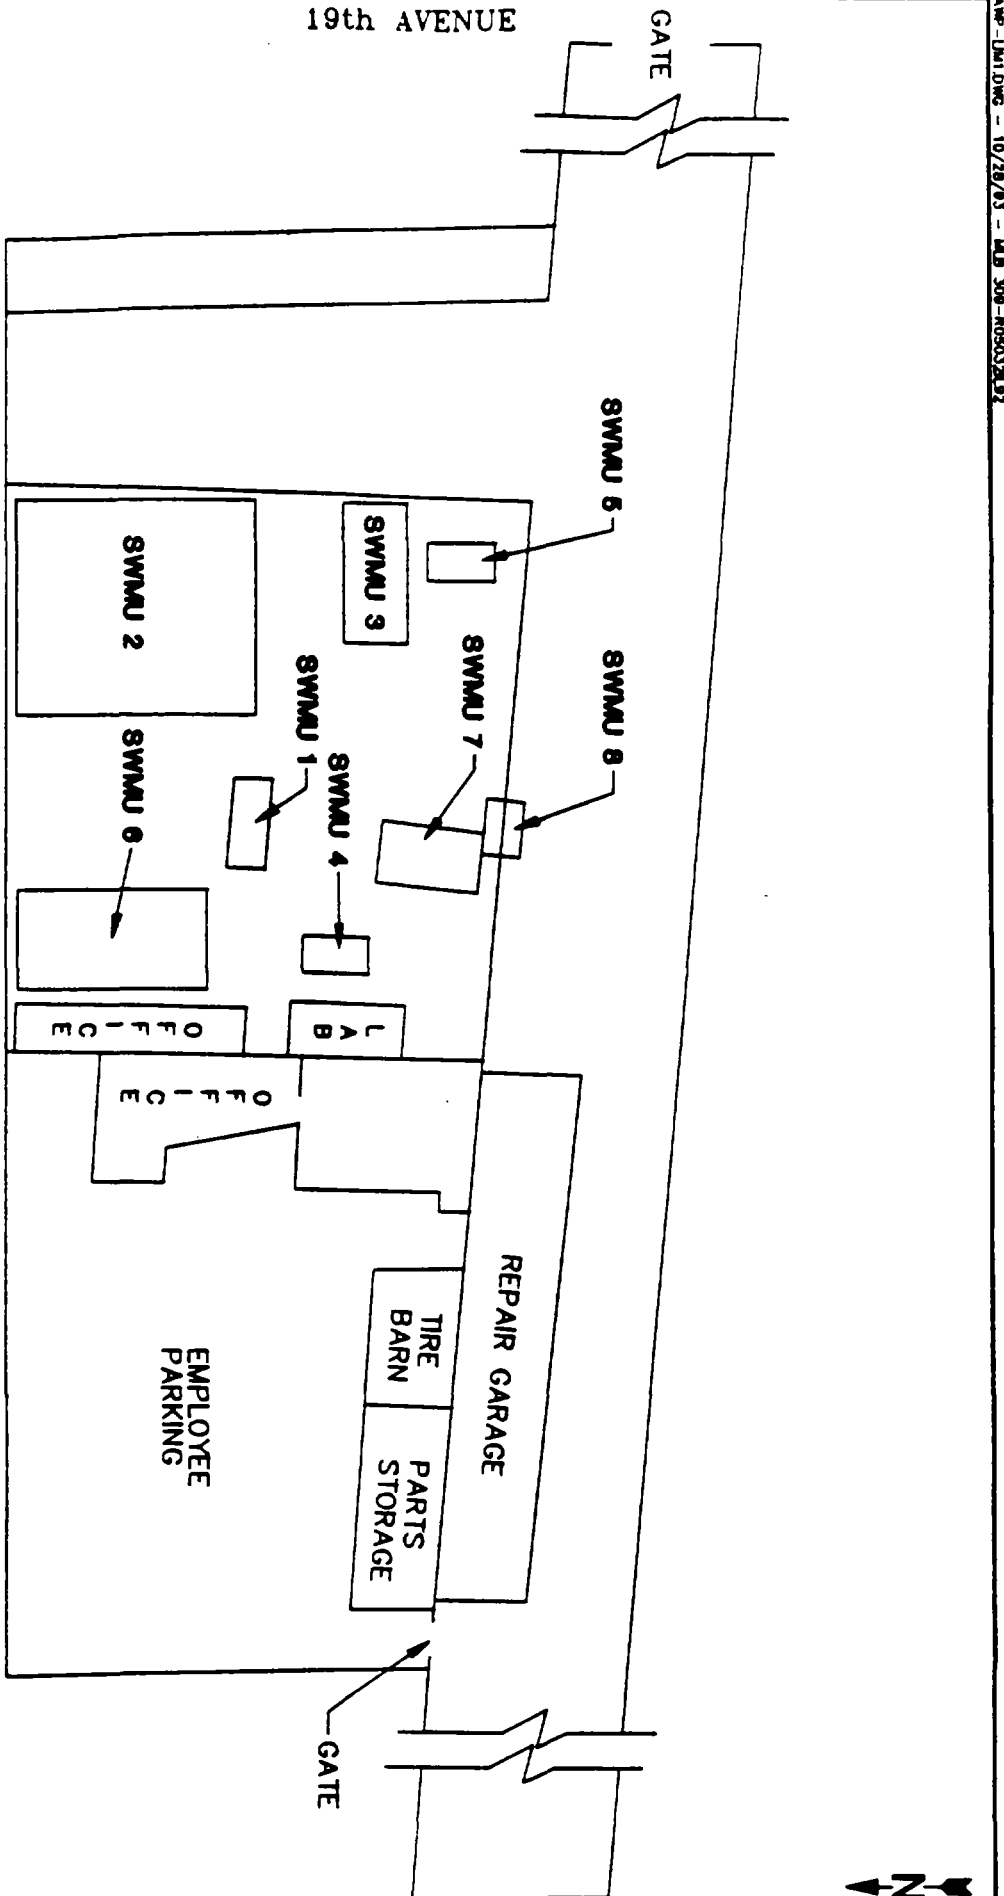 19th AVENUE
GATE
SWMU 5
SWMU 8
SWMU 3
SWMU 7
SWMU 2
SWMU 1
SWMU 4
SWMU 6
LAB
OFFICE
OFFICE
REPAIR GARAGE
TIRE
BARN
PARTS
STORAGE
EMPLOYEE
PARKING
GATE
N